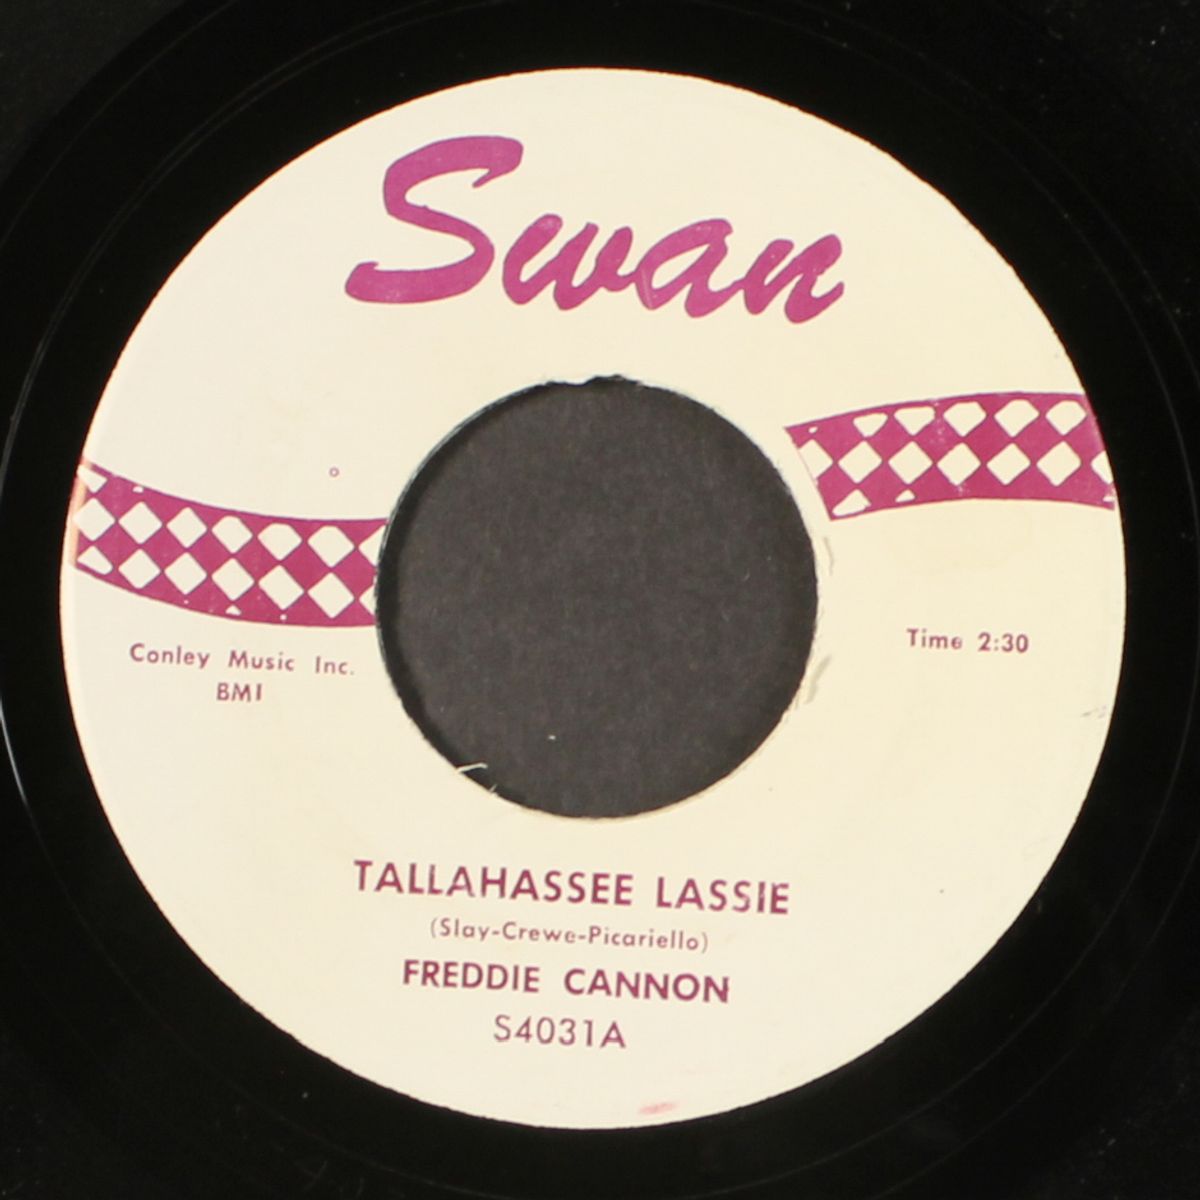 Swan
Conley Music Inc.
BMI
Time 2:30
TALLAHASSEE LASSIE
(Slay-Crewe-Picariello)
FREDDIE CANNON
S4031A